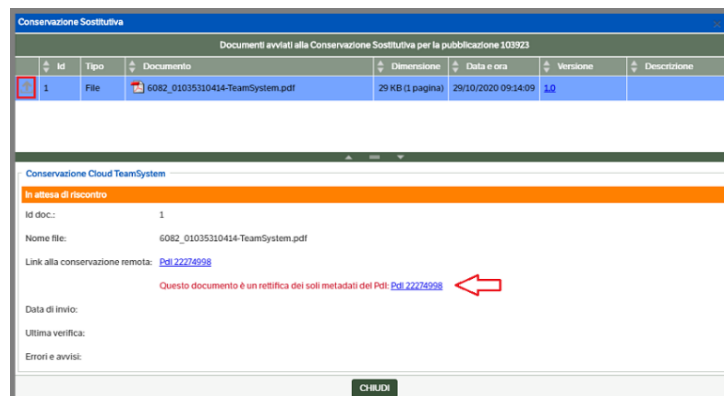 Conservazione Sostitutiva
Documenti avviati alla Conservazione Sostitutiva per la pubblicazione 103923
Id Tipo Documento Dimensione Data e ora Versione Descrizione
1 File 6082_01035310414-TeamSystem.pdf 29 KB (1 pagina) 29/10/2020 09:14:09 1.0
Conservazione Cloud TeamSystem
In attesa di riscontro
Id doc.: 1
Nome file: 6082_01035310414-TeamSystem.pdf
Link alla conservazione remota: PdI 22274998
Questo documento è un rettifica dei soli metadati del PdI: PdI 22274998
Data di invio:
Ultima verifica:
Errori e avvisi:
CHIUDI